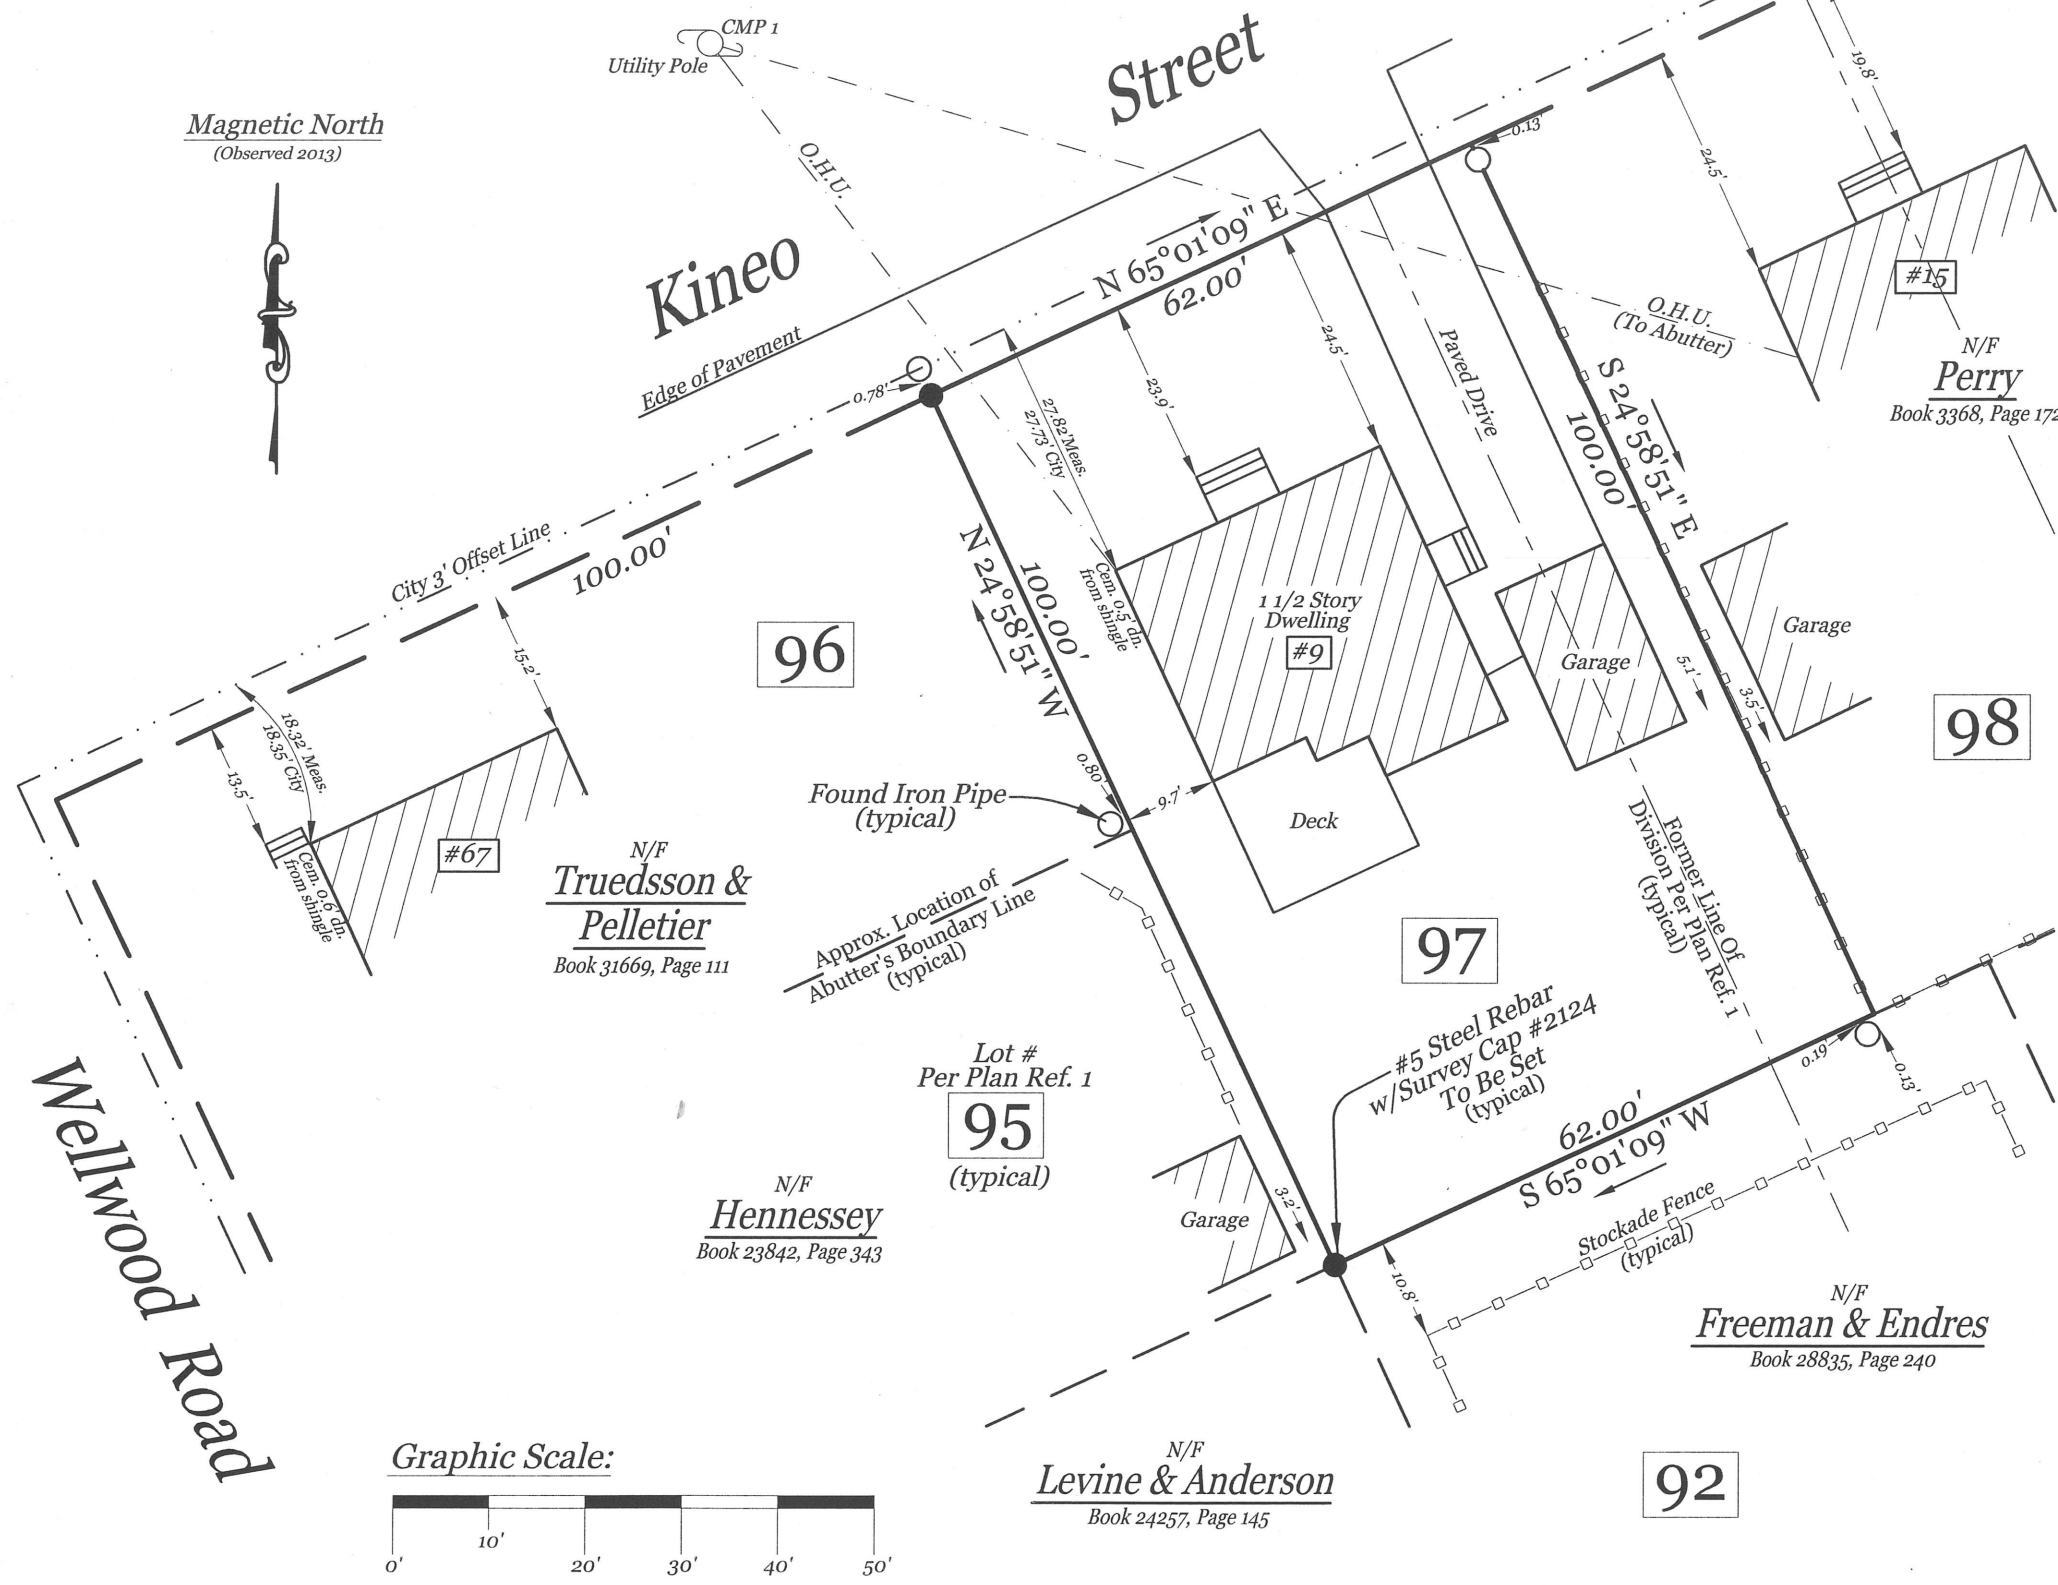 CMP 1
Utility Pole
Magnetic North
(Observed 2013)
O.H.U.
Kineo Street
Edge of Pavement
N 65°01'09" E
62.00'
0.13'
19.8'
24.5'
#15
O.H.U.
(To Abutter)
N/F
Perry
Book 3368, Page 172
Paved Drive
24.5'
23.9'
0.78'
27.82' Meas.
27.73' City
S 24°58'51" E
100.00'
City 3' Offset Line
100.00'
N 24°58'51" W
100.00'
Cem. 0.5' dn.
from shingle
1 1/2 Story
Dwelling
#9
Garage
Garage
5.1'
3.5'
96
98
15.2'
18.32' Meas.
18.35' City
13.5'
Cem. 0.6' dn.
from shingle
#67
N/F
Truedsson &
Pelletier
Book 31669, Page 111
Found Iron Pipe
(typical)
0.80'
9.7'
Deck
Approx. Location of
Abutter's Boundary Line
(typical)
97
Former Line Of
Division Per Plan Ref. 1
(typical)
#5 Steel Rebar
w/Survey Cap #2124
To Be Set
(typical)
0.19'
0.13'
Lot #
Per Plan Ref. 1
95
(typical)
62.00'
S 65°01'09" W
Wellwood Road
N/F
Hennessey
Book 23842, Page 343
Garage
3.2'
Stockade Fence
(typical)
10.8'
N/F
Freeman & Endres
Book 28835, Page 240
Graphic Scale:
0' 10' 20' 30' 40' 50'
N/F
Levine & Anderson
Book 24257, Page 145
92